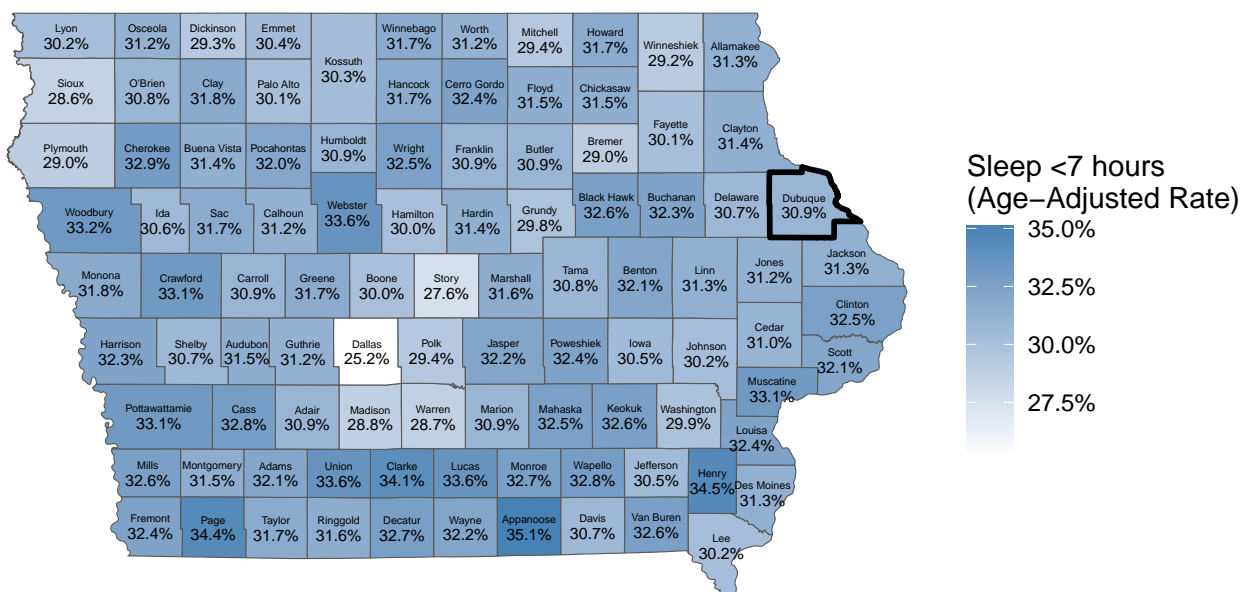 Lyon
30.2%
Osceola
31.2%
Dickinson
29.3%
Emmet
30.4%
Kossuth
30.3%
Winnebago
31.7%
Worth
31.2%
Mitchell
29.4%
Howard
31.7%
Winneshiek
29.2%
Allamakee
31.3%
Sioux
28.6%
O'Brien
30.8%
Clay
31.8%
Palo Alto
30.1%
Hancock
31.7%
Cerro Gordo
32.4%
Floyd
31.5%
Chickasaw
31.5%
Fayette
30.1%
Clayton
31.4%
Plymouth
29.0%
Cherokee
32.9%
Buena Vista
31.4%
Pocahontas
32.0%
Humboldt
30.9%
Wright
32.5%
Franklin
30.9%
Butler
30.9%
Bremer
29.0%
Woodbury
33.2%
Ida
30.6%
Sac
31.7%
Calhoun
31.2%
Webster
33.6%
Hamilton
30.0%
Hardin
31.4%
Grundy
29.8%
Black Hawk
32.6%
Buchanan
32.3%
Delaware
30.7%
Dubuque
30.9%
Monona
31.8%
Crawford
33.1%
Carroll
30.9%
Greene
31.7%
Boone
30.0%
Story
27.6%
Marshall
31.6%
Tama
30.8%
Benton
32.1%
Linn
31.3%
Jones
31.2%
Jackson
31.3%
Clinton
32.5%
Harrison
32.3%
Shelby
30.7%
Audubon
31.5%
Guthrie
31.2%
Dallas
25.2%
Polk
29.4%
Jasper
32.2%
Poweshiek
32.4%
Iowa
30.5%
Johnson
30.2%
Cedar
31.0%
Scott
32.1%
Muscatine
33.1%
Pottawattamie
33.1%
Cass
32.8%
Adair
30.9%
Madison
28.8%
Warren
28.7%
Marion
30.9%
Mahaska
32.5%
Keokuk
32.6%
Washington
29.9%
Louisa
32.4%
Mills
32.6%
Montgomery
31.5%
Adams
32.1%
Union
33.6%
Clarke
34.1%
Lucas
33.6%
Monroe
32.7%
Wapello
32.8%
Jefferson
30.5%
Henry
34.5%
Des Moines
31.3%
Fremont
32.4%
Page
34.4%
Taylor
31.7%
Ringgold
31.6%
Decatur
32.7%
Wayne
32.2%
Appanoose
35.1%
Davis
30.7%
Van Buren
32.6%
Lee
30.2%
Sleep <7 hours
(Age−Adjusted Rate)
35.0%
32.5%
30.0%
27.5%